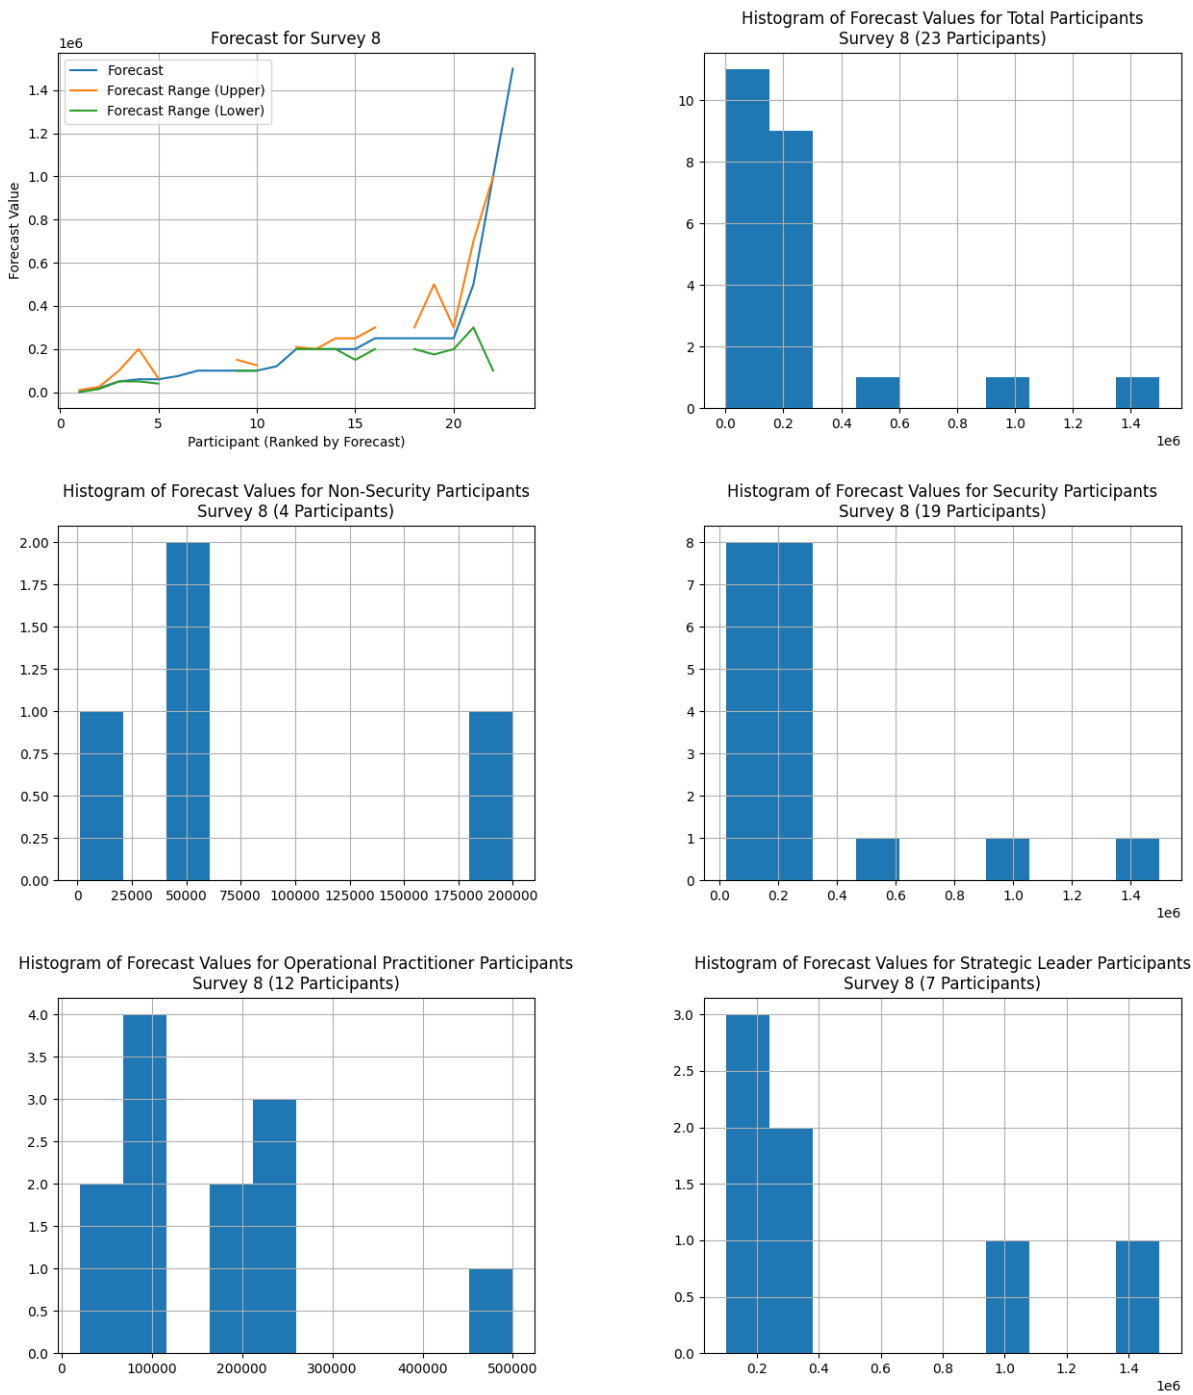 Forecast for Survey 8
1e6
Forecast
Forecast Range (Upper)
Forecast Range (Lower)
1.4
1.2
1.0
0.8
0.6
0.4
0.2
0.0
Forecast Value
0 5 10 15 20
Participant (Ranked by Forecast)
Histogram of Forecast Values for Total Participants
Survey 8 (23 Participants)
10
8
6
4
2
0
0.0 0.2 0.4 0.6 0.8 1.0 1.2 1.4
1e6
Histogram of Forecast Values for Non-Security Participants
Survey 8 (4 Participants)
2.00
1.75
1.50
1.25
1.00
0.75
0.50
0.25
0.00
0 25000 50000 75000 100000 125000 150000 175000 200000
Histogram of Forecast Values for Security Participants
Survey 8 (19 Participants)
8
7
6
5
4
3
2
1
0
0.0 0.2 0.4 0.6 0.8 1.0 1.2 1.4
1e6
Histogram of Forecast Values for Operational Practitioner Participants
Survey 8 (12 Participants)
4.0
3.5
3.0
2.5
2.0
1.5
1.0
0.5
0.0
0 100000 200000 300000 400000 500000
Histogram of Forecast Values for Strategic Leader Participants
Survey 8 (7 Participants)
3.0
2.5
2.0
1.5
1.0
0.5
0.0
0.2 0.4 0.6 0.8 1.0 1.2 1.4
1e6